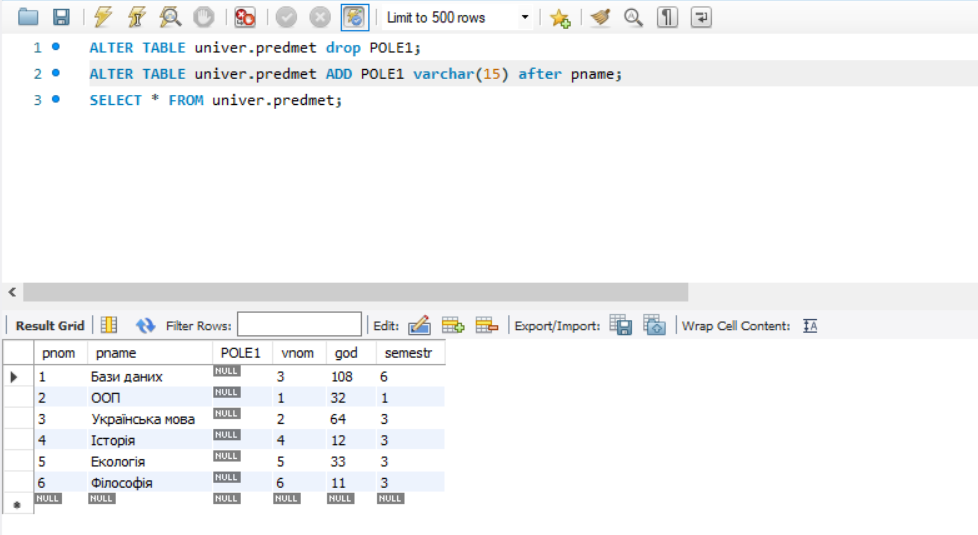 Limit to 500 rows
1 ALTER TABLE univer.predmet drop POLE1;
2 ALTER TABLE univer.predmet ADD POLE1 varchar(15) after pname;
3 SELECT * FROM univer.predmet;
Result Grid Filter Rows: Edit: Export/Import: Wrap Cell Content: IA
pnom pname POLE1 vnom god semestr
1 Бази даних NULL 3 108 6
2 ООП NULL 1 32 1
3 Українська мова NULL 2 64 3
4 Історія NULL 4 12 3
5 Екологія NULL 5 33 3
6 Філософія NULL 6 11 3
NULL NULL NULL NULL NULL NULL